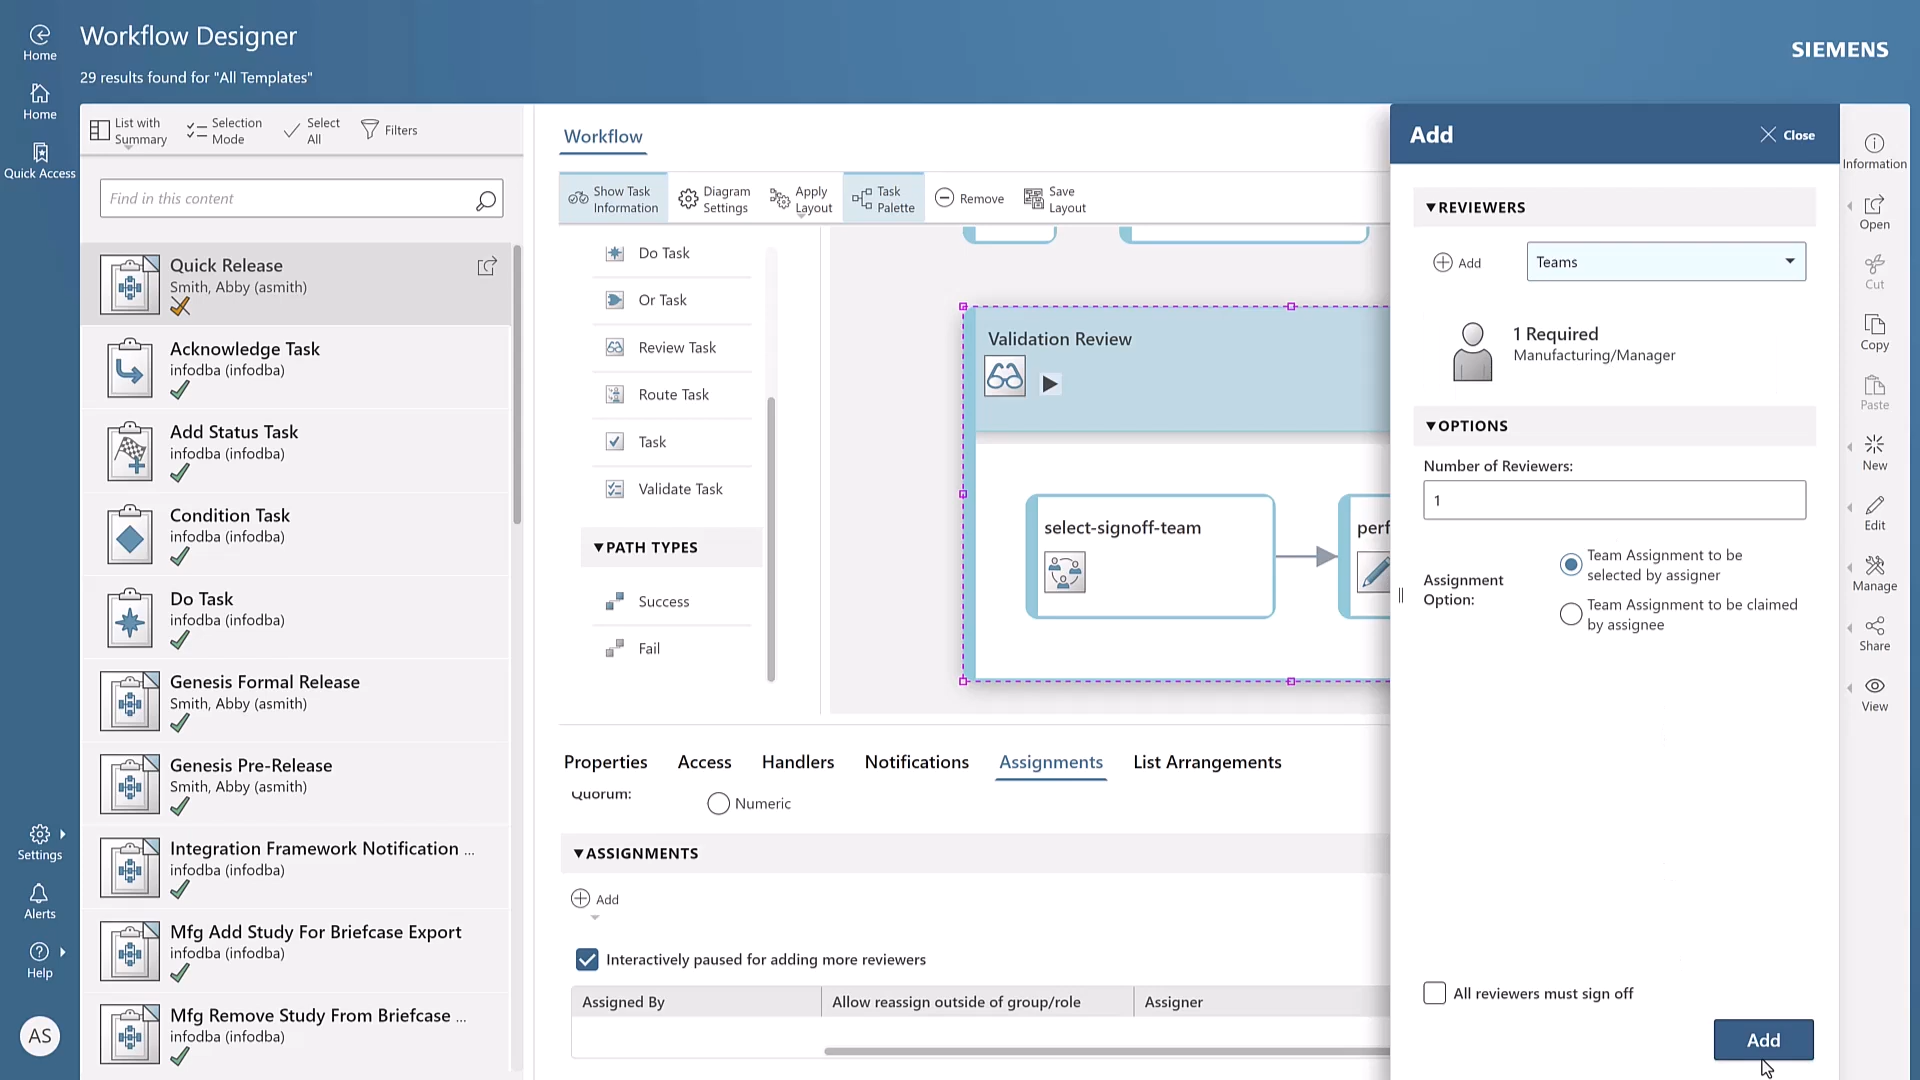 Home
Home
Quick Access
Settings
Alerts
Help
AS
Workflow Designer
29 results found for "All Templates"
SIEMENS
List with
Summary
Selection
Mode
Select
All
Filters
Find in this content
Quick Release
Smith, Abby (asmith)
Acknowledge Task
infodba (infodba)
Add Status Task
infodba (infodba)
Condition Task
infodba (infodba)
Do Task
infodba (infodba)
Genesis Formal Release
Smith, Abby (asmith)
Genesis Pre-Release
Smith, Abby (asmith)
Integration Framework Notification ...
infodba (infodba)
Mfg Add Study For Briefcase Export
infodba (infodba)
Mfg Remove Study From Briefcase ...
infodba (infodba)
Workflow
Show Task
Information
Diagram
Settings
Apply
Layout
Task
Palette
Remove
Save
Layout
Do Task
Or Task
Review Task
Route Task
Task
Validate Task
PATH TYPES
Success
Fail
Validation Review
select-signoff-team
perf
Properties
Access
Handlers
Notifications
Assignments
List Arrangements
Quorum:
Numeric
ASSIGNMENTS
Add
Interactively paused for adding more reviewers
Assigned By
Allow reassign outside of group/role
Assigner
Add
Close
REVIEWERS
Add
Teams
1 Required
Manufacturing/Manager
OPTIONS
Number of Reviewers:
1
Assignment
Option:
Team Assignment to be
selected by assigner
Team Assignment to be claimed
by assignee
All reviewers must sign off
Add
Information
Open
Cut
Copy
Paste
New
Edit
Manage
Share
View